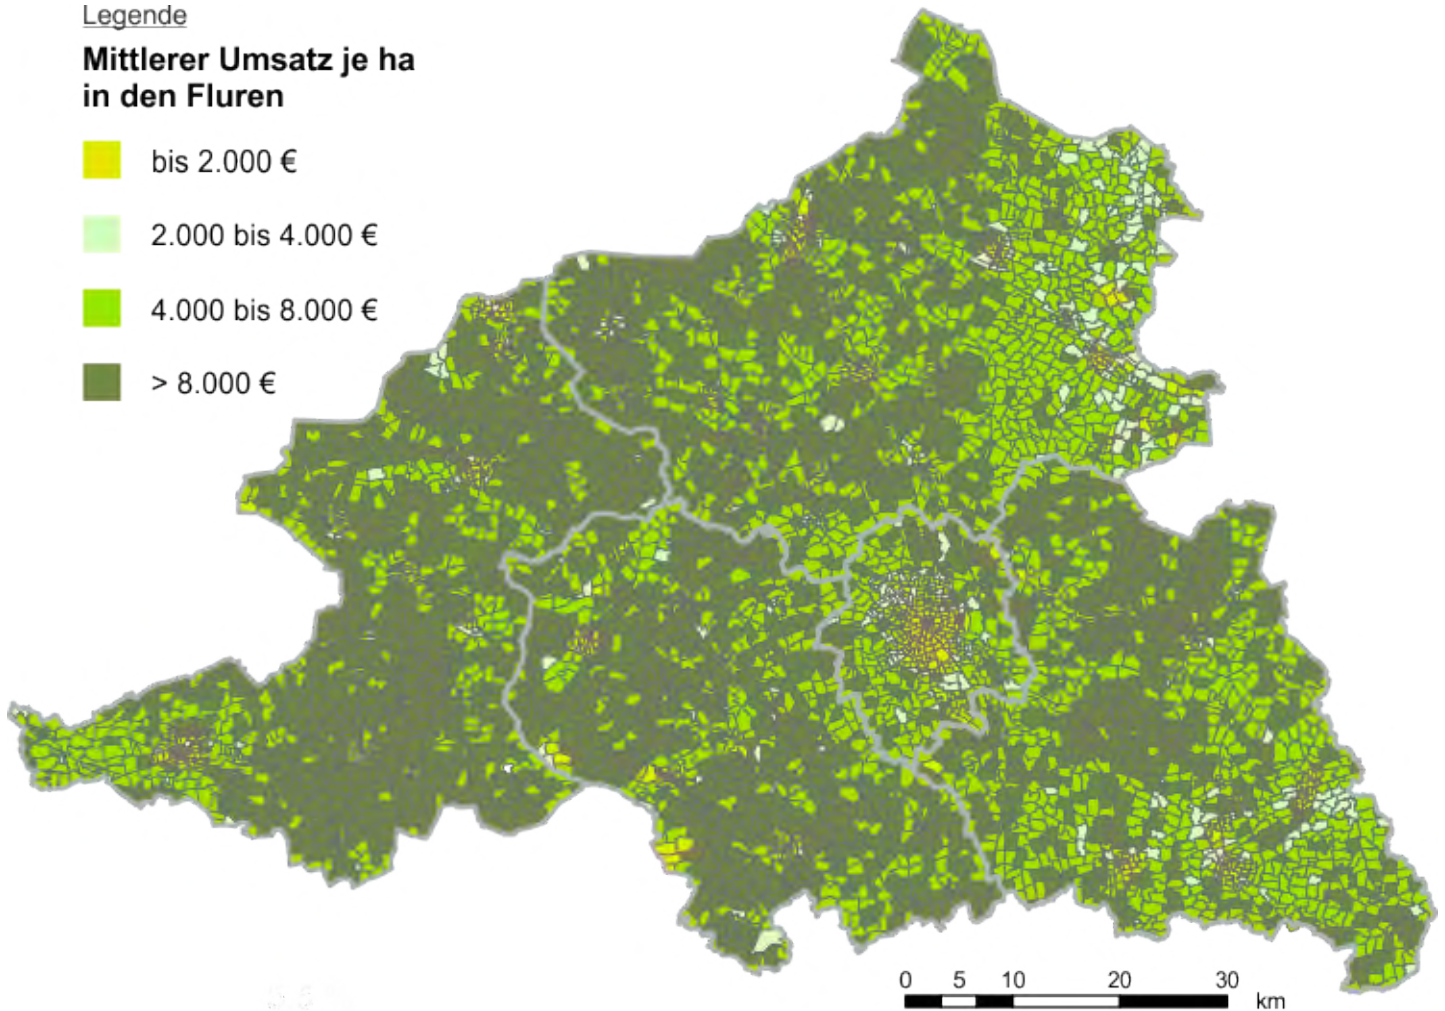 Legende
Mittlerer Umsatz je ha
in den Fluren
bis 2.000 €
2.000 bis 4.000 €
4.000 bis 8.000 €
> 8.000 €
0 5 10 20 30
km